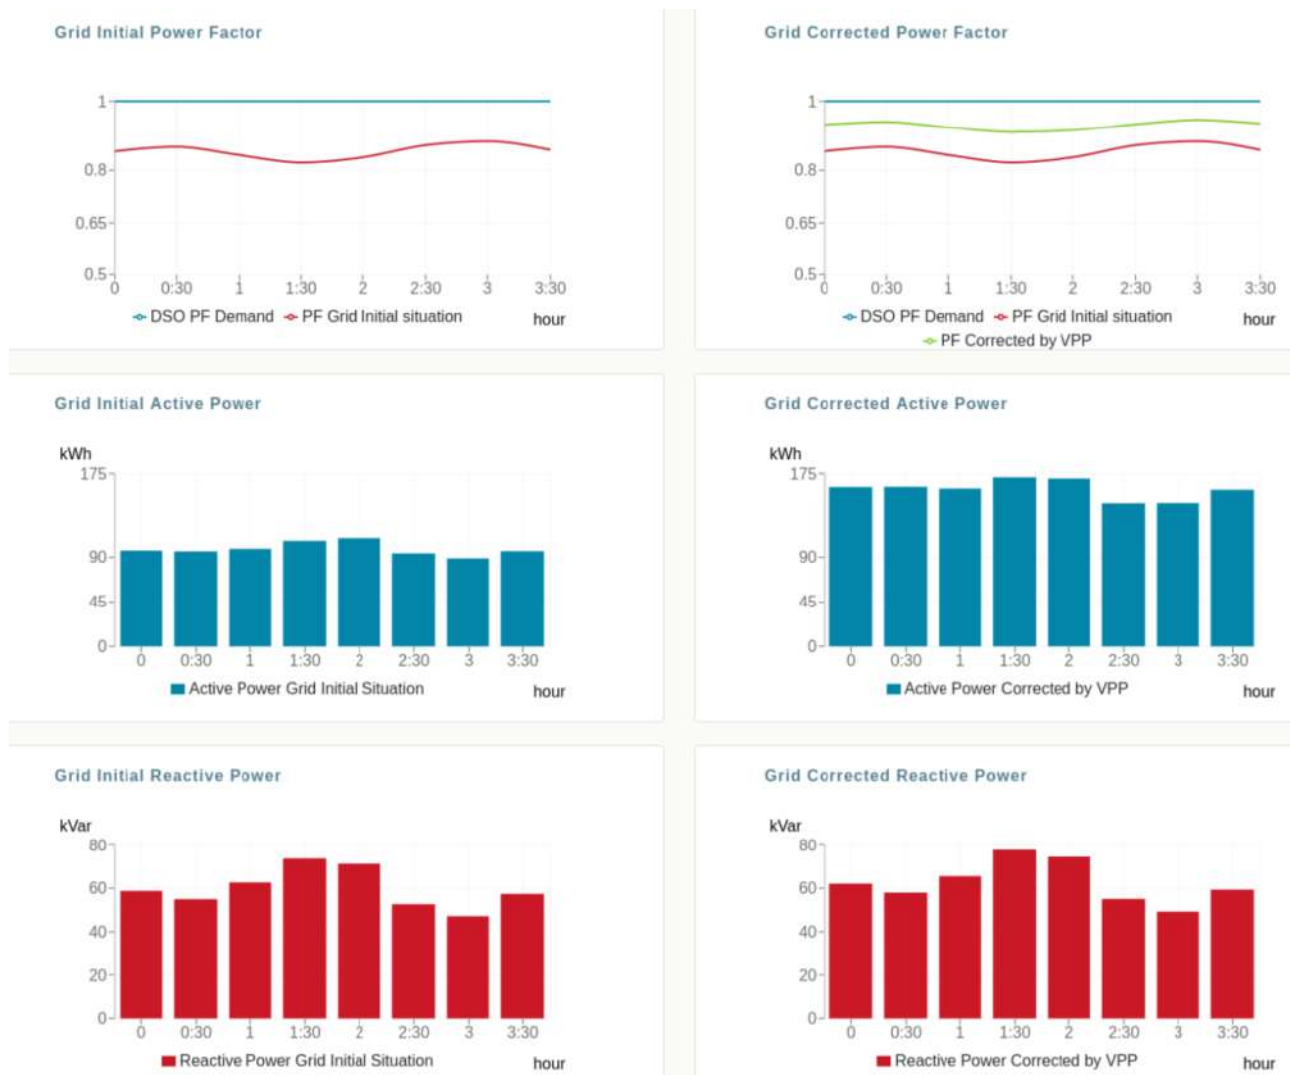 Grid Initial Power Factor
1
0.8
0.65
0.5
0 0:30 1 1:30 2 2:30 3 3:30
DSO PF Demand PF Grid Initial situation
hour
Grid Corrected Power Factor
1
0.8
0.65
0.5
0 0:30 1 1:30 2 2:30 3 3:30
DSO PF Demand PF Grid Initial situation
hour
PF Corrected by VPP
Grid Initial Active Power
kWh
175
90
45
0
0 0:30 1 1:30 2 2:30 3 3:30
Active Power Grid Initial Situation
hour
Grid Corrected Active Power
kWh
175
90
45
0
0 0:30 1 1:30 2 2:30 3 3:30
Active Power Corrected by VPP
hour
Grid Initial Reactive Power
kVar
80
60
40
20
0
0 0:30 1 1:30 2 2:30 3 3:30
Reactive Power Grid Initial Situation
hour
Grid Corrected Reactive Power
kVar
80
60
40
20
0
0 0:30 1 1:30 2 2:30 3 3:30
Reactive Power Corrected by VPP
hour